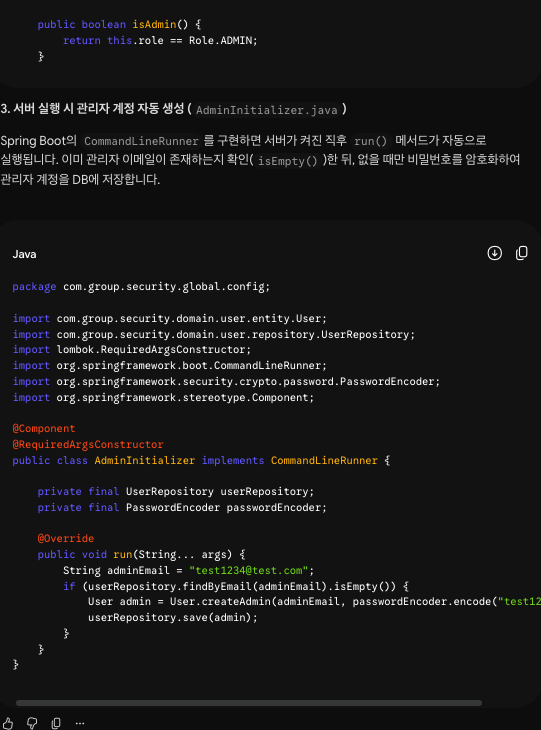 public boolean isAdmin() {
return this.role == Role.ADMIN;
}
3. 서버 실행 시 관리자 계정 자동 생성 ( AdminInitializer.java )
Spring Boot의 CommandLineRunner 를 구현하면 서버가 켜진 직후 run() 메서드가 자동으로
실행됩니다. 이미 관리자 이메일이 존재하는지 확인( isEmpty() )한 뒤, 없을 때만 비밀번호를 암호화하여
관리자 계정을 DB에 저장합니다.
Java
package com.group.security.global.config;
import com.group.security.domain.user.entity.User;
import com.group.security.domain.user.repository.UserRepository;
import lombok.RequiredArgsConstructor;
import org.springframework.boot.CommandLineRunner;
import org.springframework.security.crypto.password.PasswordEncoder;
import org.springframework.stereotype.Component;
@Component
@RequiredArgsConstructor
public class AdminInitializer implements CommandLineRunner {
private final UserRepository userRepository;
private final PasswordEncoder passwordEncoder;
@Override
public void run(String... args) {
String adminEmail = "test1234@test.com";
if (userRepository.findByEmail(adminEmail).isEmpty()) {
User admin = User.createAdmin(adminEmail, passwordEncoder.encode("test12
userRepository.save(admin);
}
}
}